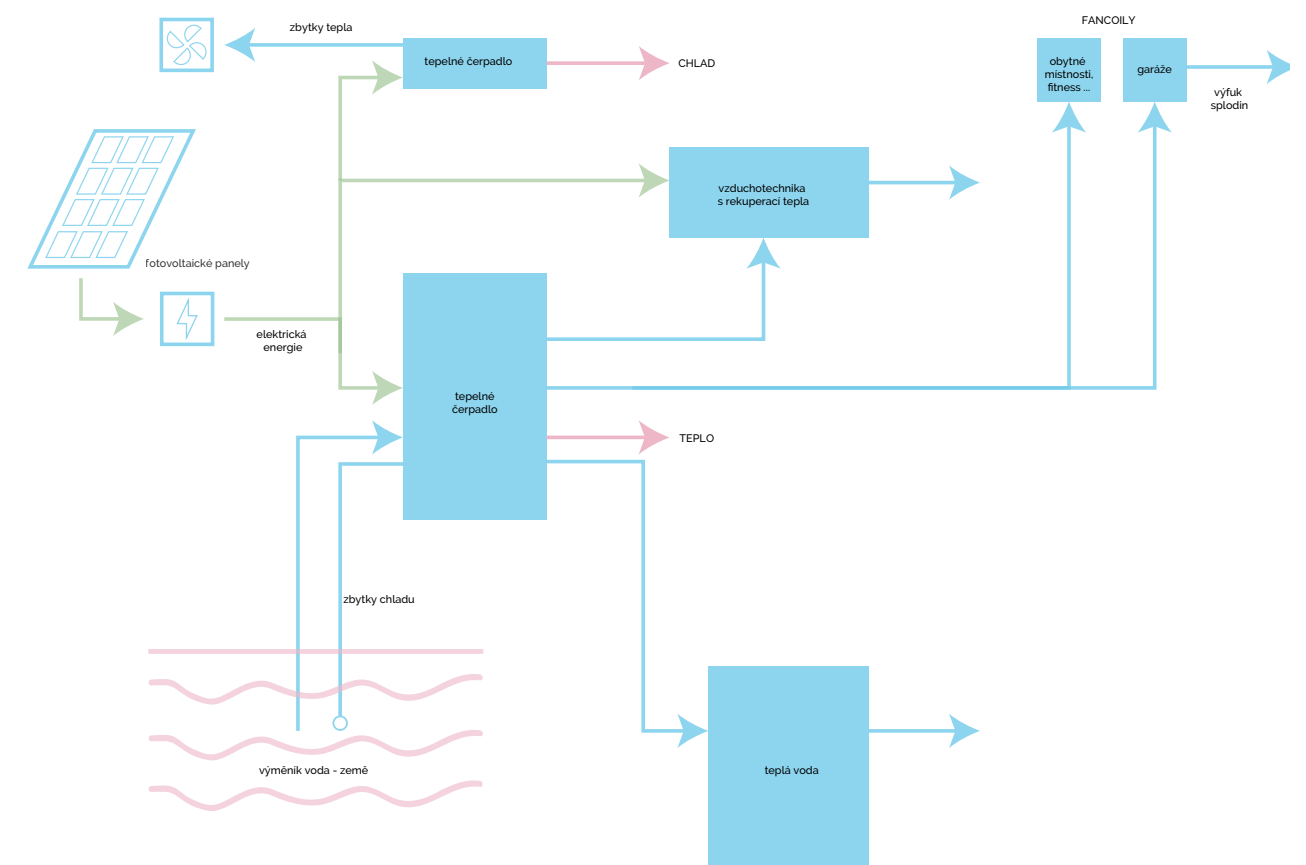 FANCOILY
zbytky tepla
tepelné čerpadlo
CHLAD
obytné
místnosti,
fitness ...
garáže
výfuk
splodin
vzduchotechnika
s rekuperací tepla
fotovoltaické panely
elektrická
energie
tepelné
čerpadlo
TEPLO
zbytky chladu
výměník voda - země
teplá voda